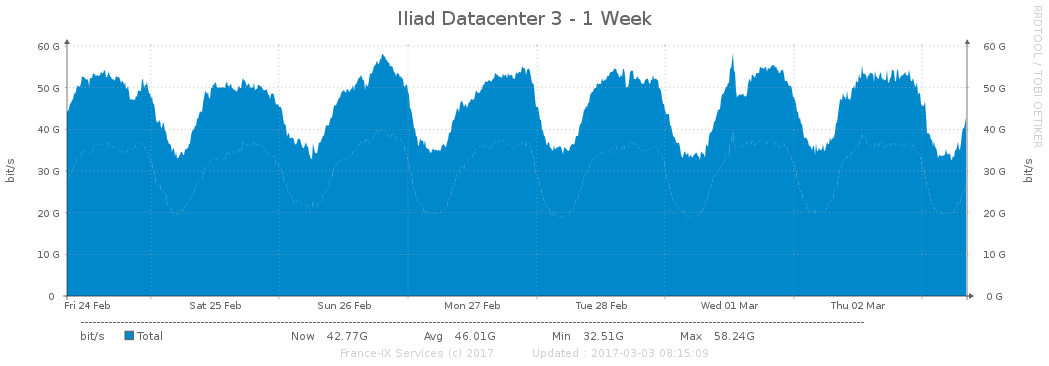 Iliad Datacenter 3 - 1 Week
RRDTOOL / TOBI OETIKER
60 G 60 G
50 G 50 G
40 G 40 G
30 G 30 G
20 G 20 G
10 G 10 G
0 0 G
bit/s
bit/s
Fri 24 Feb Sat 25 Feb Sun 26 Feb Mon 27 Feb Tue 28 Feb Wed 01 Mar Thu 02 Mar
bit/s Total Now 42.77G Avg 46.01G Min 32.51G Max 58.24G
France-IX Services (c) 2017 Updated : 2017-03-03 08:15:09